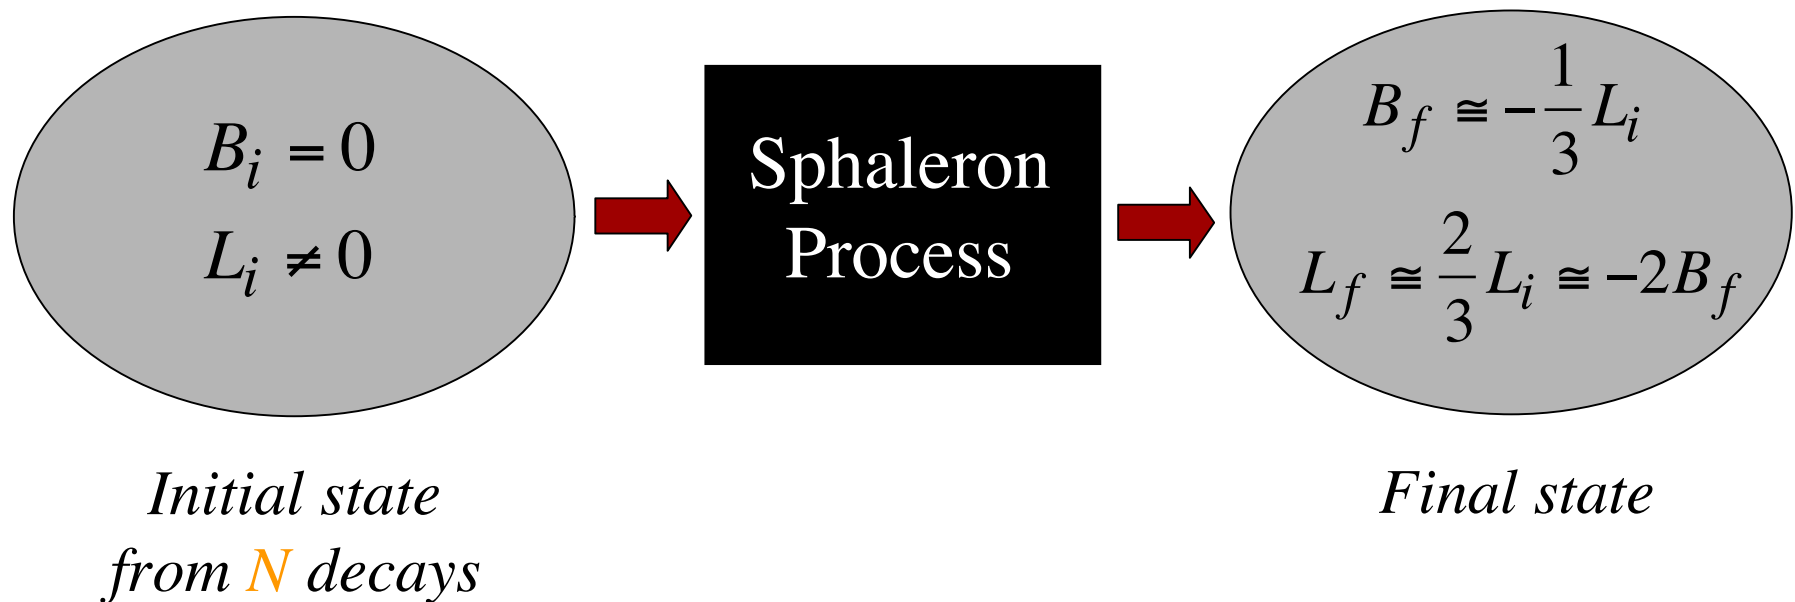 B_i = 0
L_i ≠ 0
Initial state
from N decays
Sphaleron
Process
B_f ≅ −1/3 L_i
L_f ≅ 2/3 L_i ≅ −2B_f
Final state